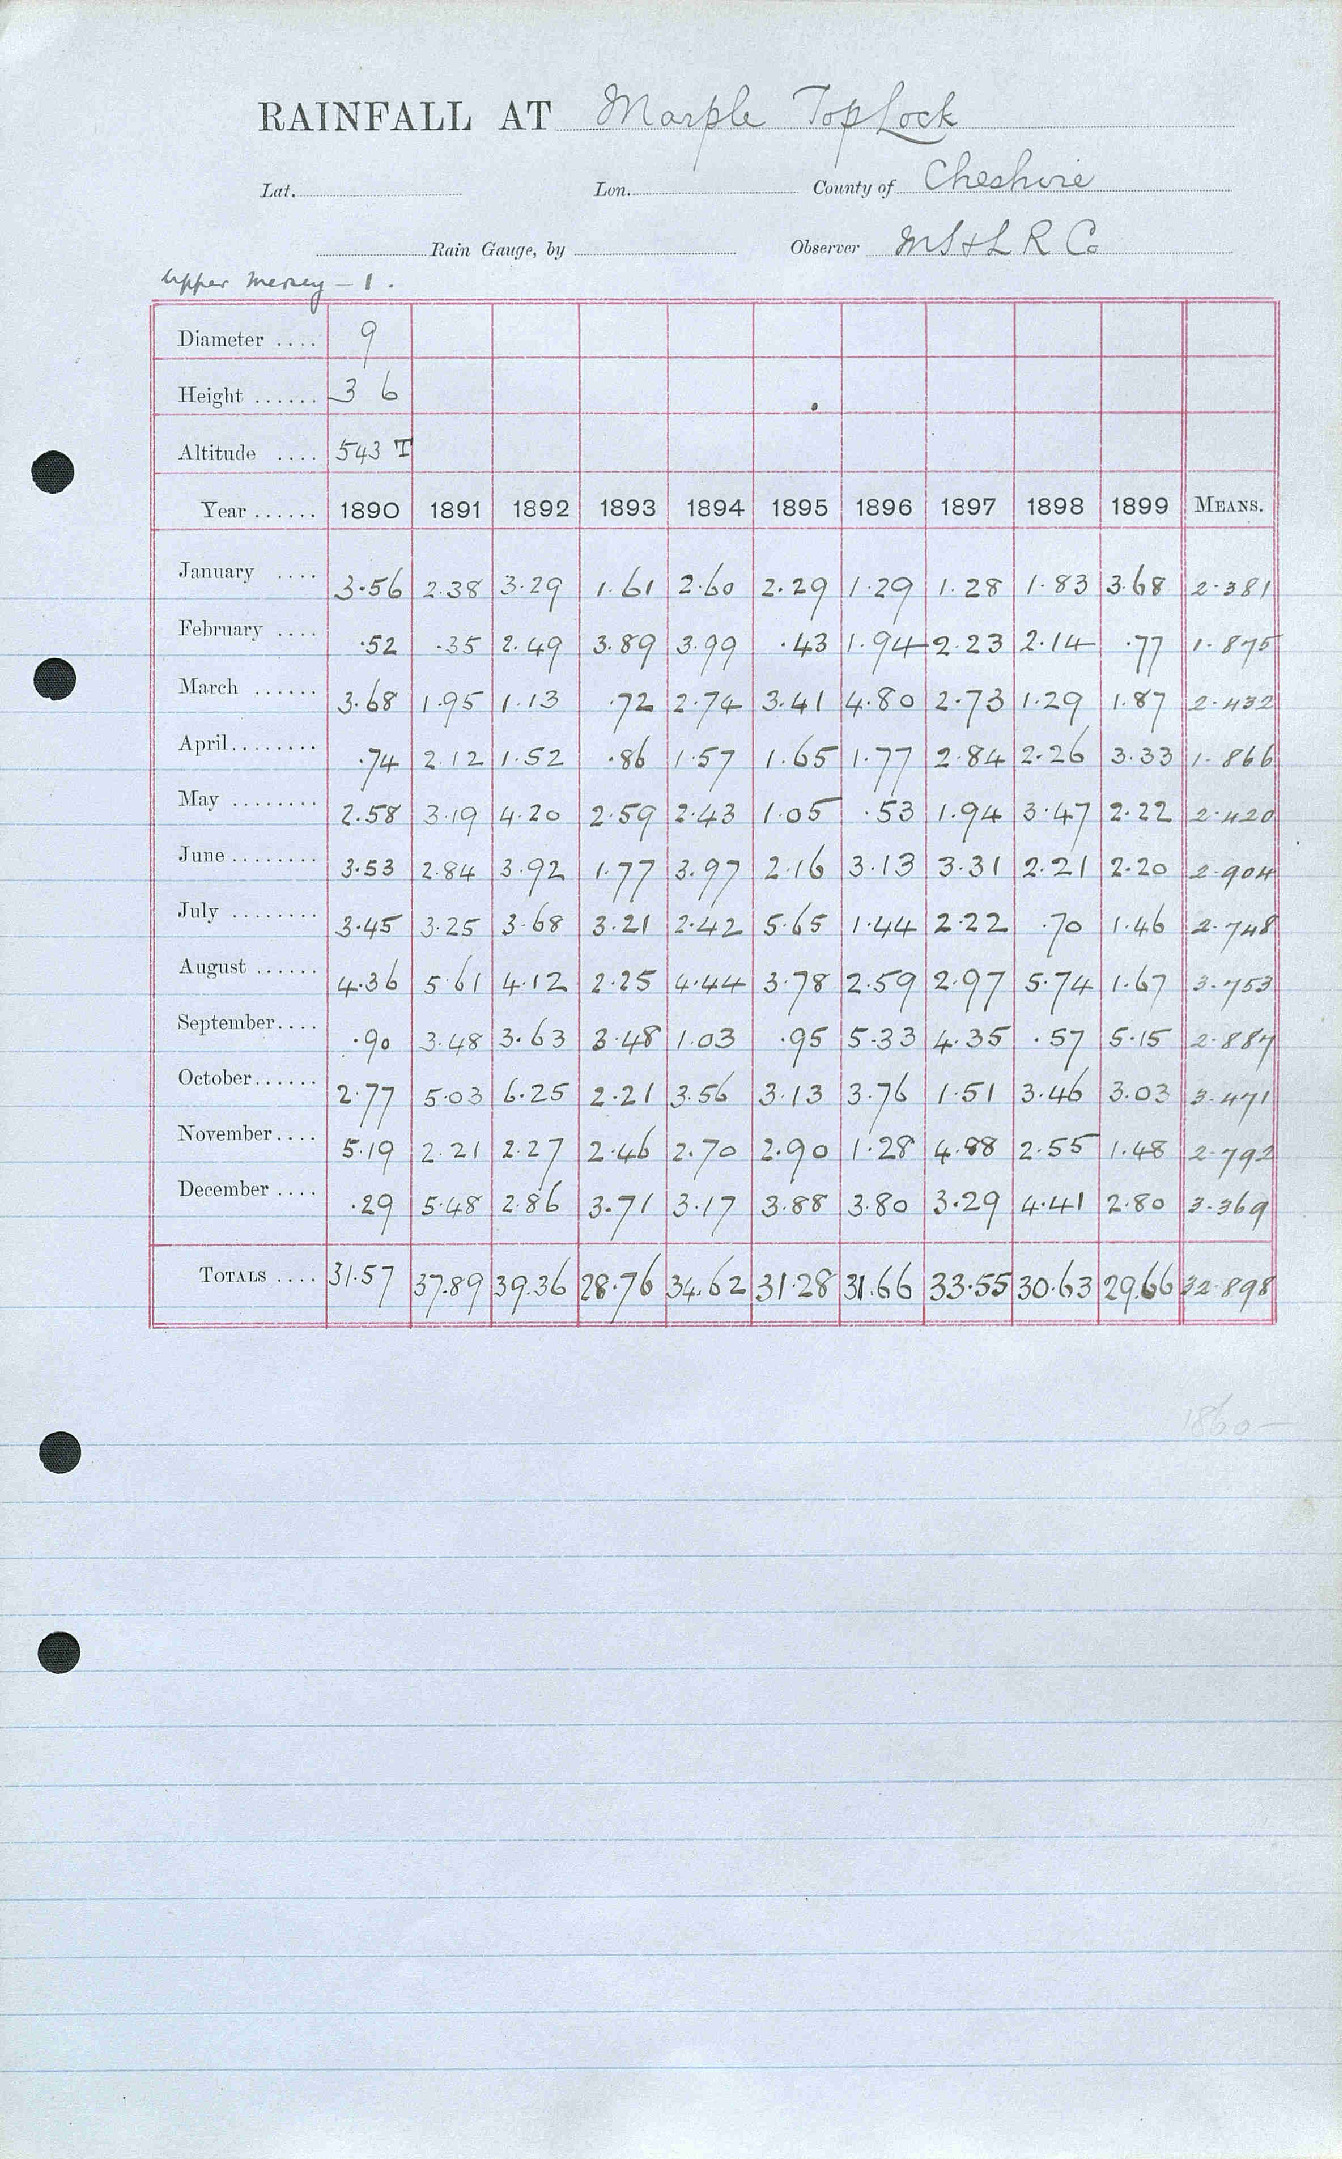 RAINFALL AT Marple Top Lock
Lat. Lon. County of Cheshire
Rain Gauge, by Observer MS&L R Co
Upper Mersey – 1.
Diameter .... 9
Height ...... 3 6
Altitude .... 543 T
Year ...... 1890 1891 1892 1893 1894 1895 1896 1897 1898 1899 MEANS.
January .... 3.56 2.38 3.29 1.61 2.60 2.29 1.29 1.28 1.83 3.68 2.381
February .... .52 .35 2.49 3.89 3.99 .43 1.94 2.23 2.14 .77 1.875
March ...... 3.68 1.95 1.13 .72 2.74 3.41 4.80 2.73 1.29 1.87 2.432
April........ .74 2.12 1.52 .86 1.57 1.65 1.77 2.84 2.26 3.33 1.866
May ........ 2.58 3.19 4.20 2.59 2.43 1.05 .53 1.94 3.47 2.22 2.420
June ........ 3.53 2.84 3.92 1.77 3.97 2.16 3.13 3.31 2.21 2.20 2.904
July ........ 3.45 3.25 3.68 3.21 2.42 5.65 1.44 2.22 .70 1.46 2.748
August ...... 4.36 5.61 4.12 2.25 4.44 3.78 2.59 2.97 5.74 1.67 3.753
September.... .90 3.48 3.63 3.48 1.03 .95 5.33 4.35 .57 5.15 2.887
October...... 2.77 5.03 6.25 2.21 3.56 3.13 3.76 1.51 3.46 3.03 3.471
November.... 5.19 2.21 2.27 2.46 2.70 2.90 1.28 4.88 2.55 1.48 2.792
December .... .29 5.48 2.86 3.71 3.17 3.88 3.80 3.29 4.41 2.80 3.369
TOTALS .... 31.57 37.89 39.36 28.76 34.62 31.28 31.66 33.55 30.63 29.66 32.898
1860–